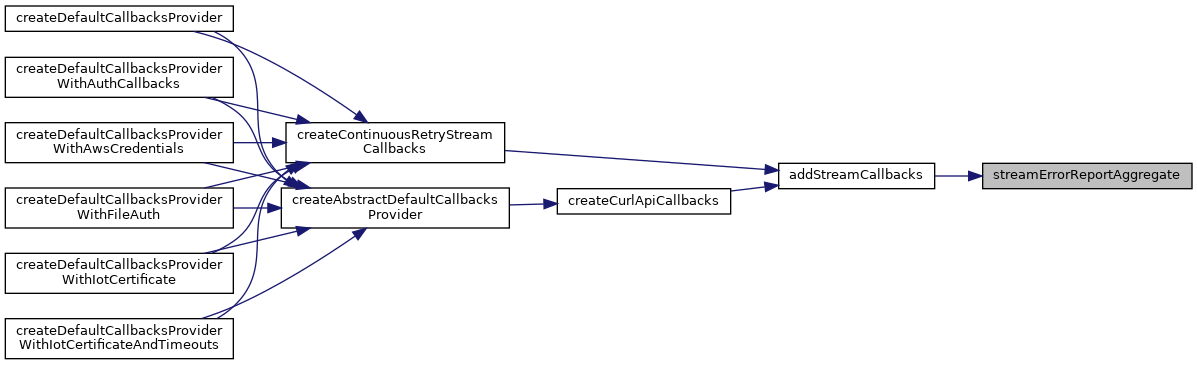 createDefaultCallbacksProvider
createDefaultCallbacksProvider
WithAuthCallbacks
createDefaultCallbacksProvider
WithAwsCredentials
createDefaultCallbacksProvider
WithFileAuth
createDefaultCallbacksProvider
WithIotCertificate
createDefaultCallbacksProvider
WithIotCertificateAndTimeouts
createContinuousRetryStream
Callbacks
createAbstractDefaultCallbacks
Provider
createCurlApiCallbacks
addStreamCallbacks
streamErrorReportAggregate